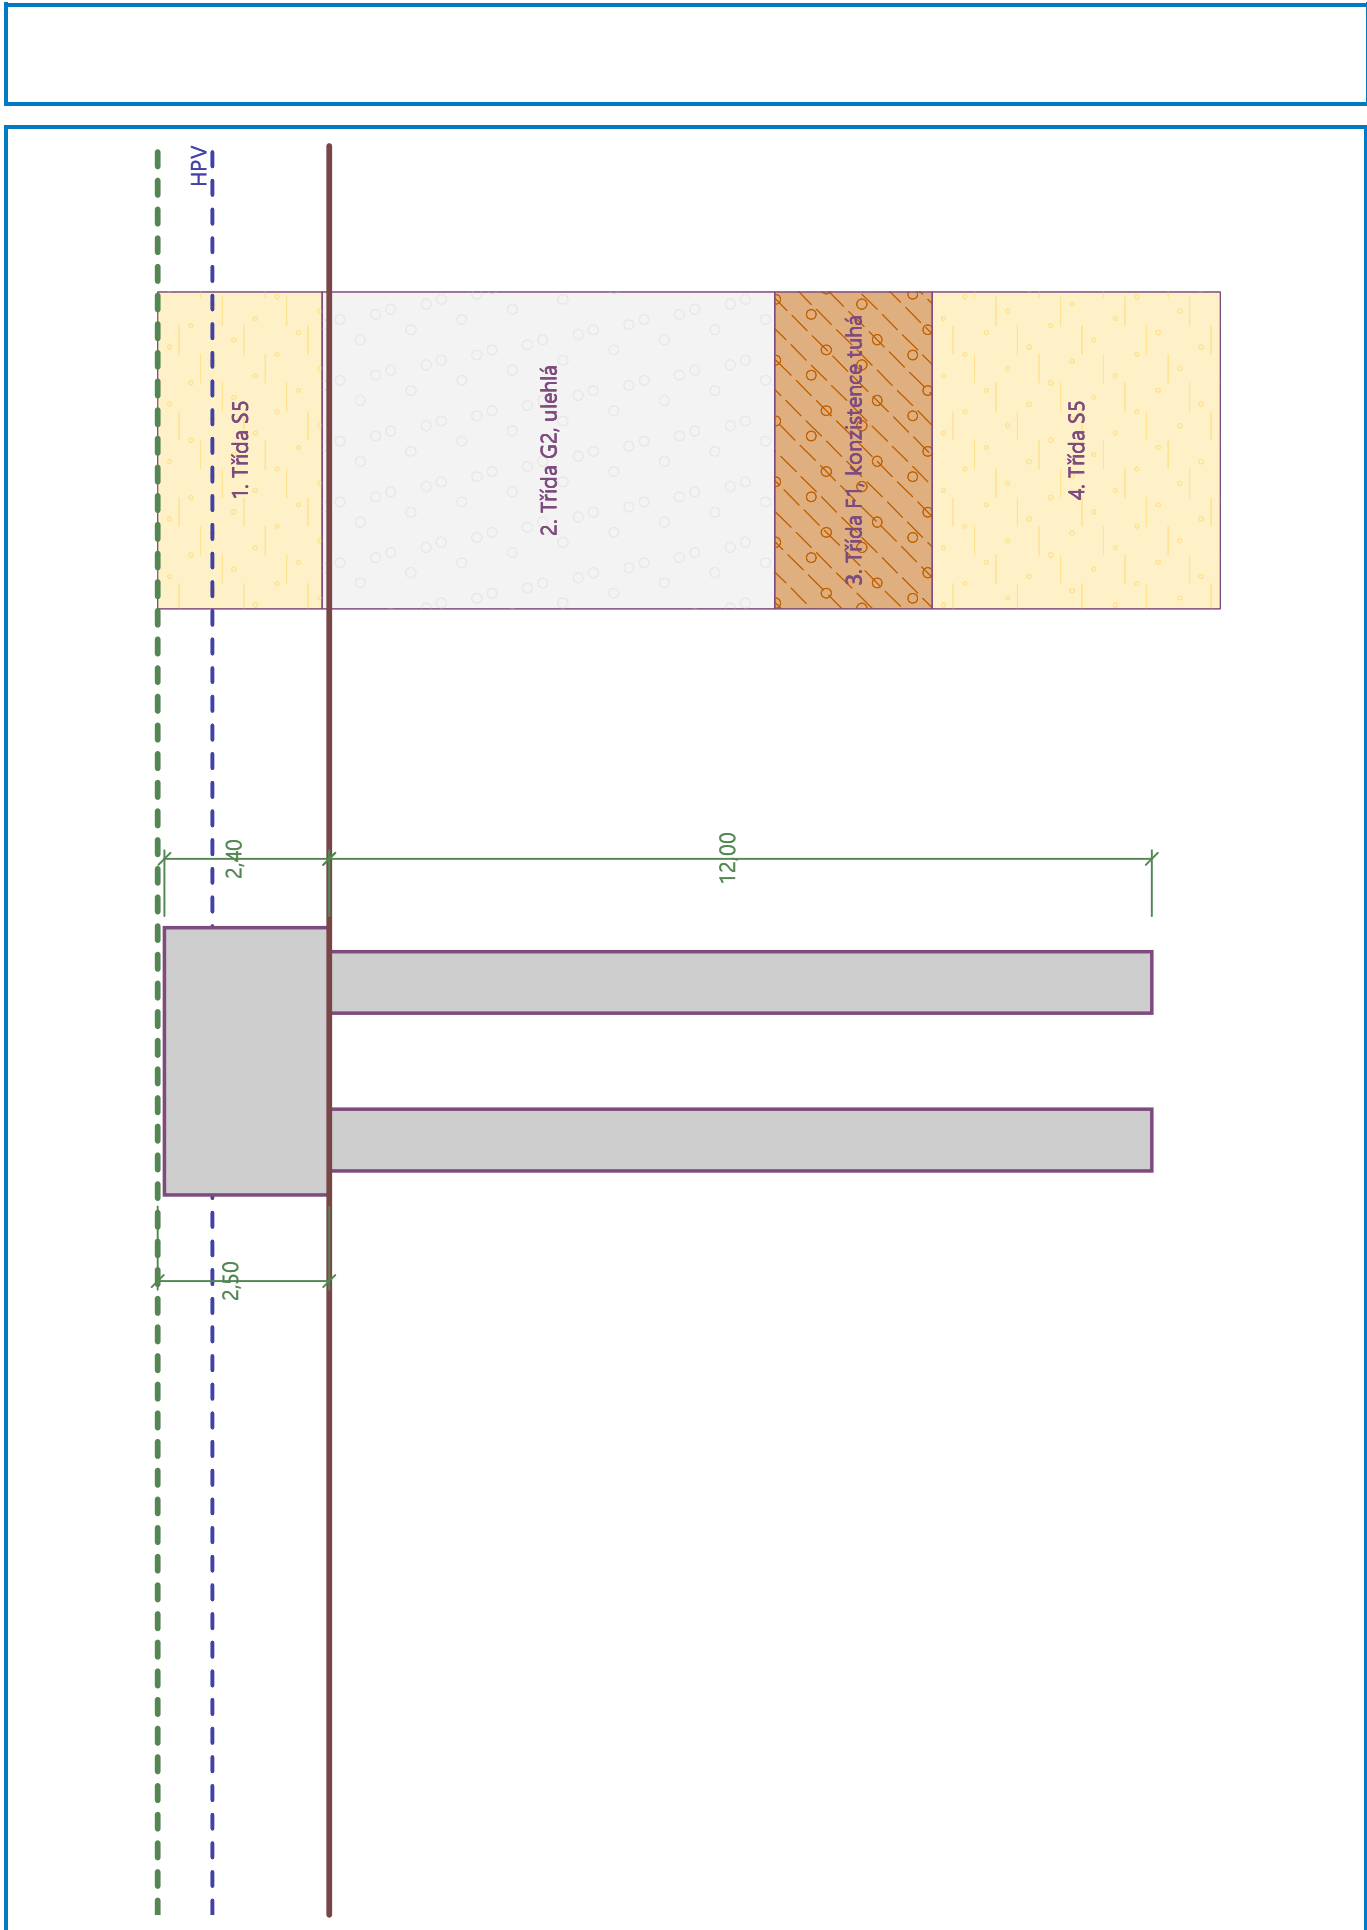 HPV
1. Třída S5
2. Třída G2, ulehlá
3. Třída F1, konzistence tuhá
4. Třída S5
2,40
12,00
2,50